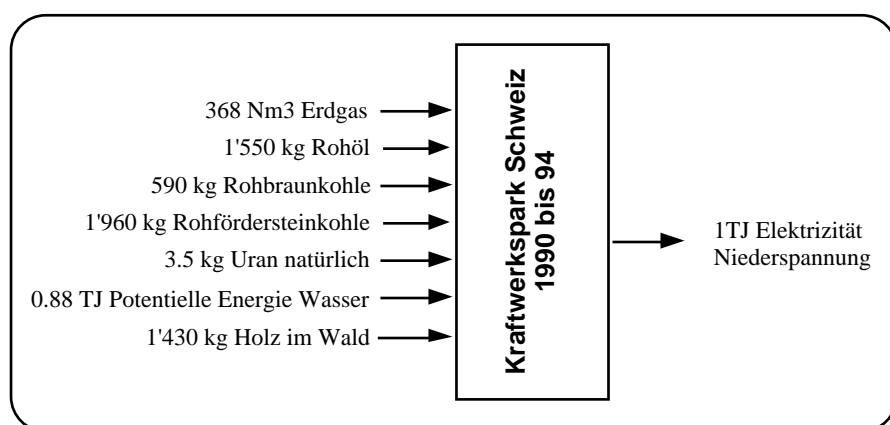 368 Nm3 Erdgas
1'550 kg Rohöl
590 kg Rohbraunkohle
1'960 kg Rohfördersteinkohle
3.5 kg Uran natürlich
0.88 TJ Potentielle Energie Wasser
1'430 kg Holz im Wald
Kraftwerkspark Schweiz
1990 bis 94
1TJ Elektrizität
Niederspannung